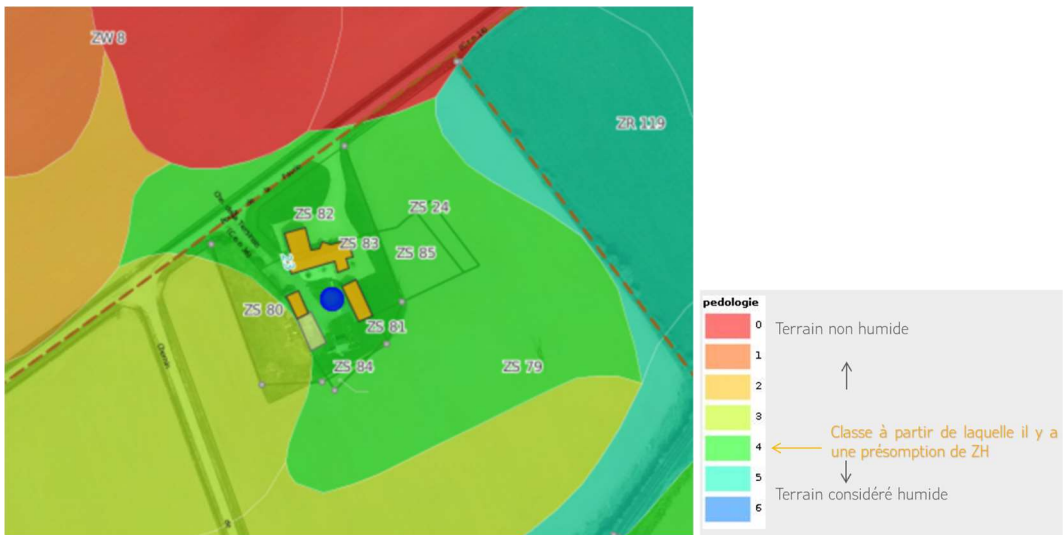 ZW 8
ZR 119
ZS 82
ZS 24
ZS 83
ZS 85
ZS 80
ZS 81
ZS 84
ZS 79
Chemin
pedologie
0 Terrain non humide
1
2
3
Classe à partir de laquelle il y a
4 une présomption de ZH
5
Terrain considéré humide
6